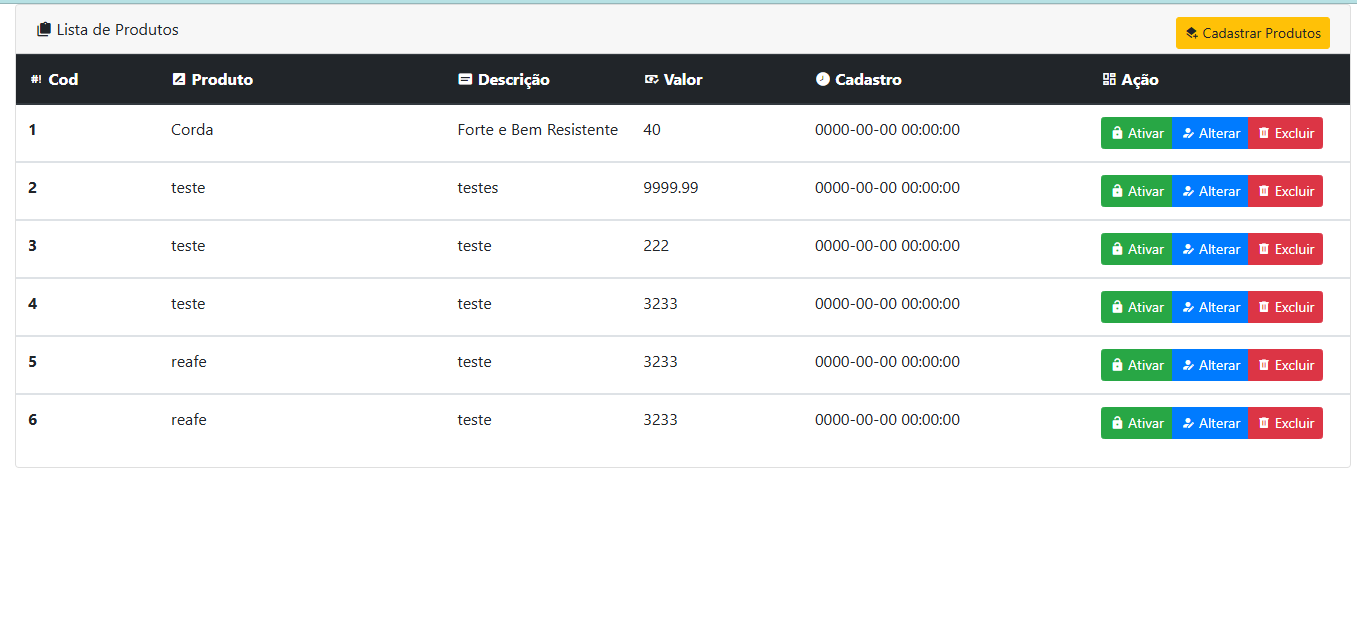 Lista de Produtos
Cadastrar Produtos
#! Cod Produto Descrição Valor Cadastro Ação
1 Corda Forte e Bem Resistente 40 0000-00-00 00:00:00 Ativar Alterar Excluir
2 teste testes 9999.99 0000-00-00 00:00:00 Ativar Alterar Excluir
3 teste teste 222 0000-00-00 00:00:00 Ativar Alterar Excluir
4 teste teste 3233 0000-00-00 00:00:00 Ativar Alterar Excluir
5 reafe teste 3233 0000-00-00 00:00:00 Ativar Alterar Excluir
6 reafe teste 3233 0000-00-00 00:00:00 Ativar Alterar Excluir